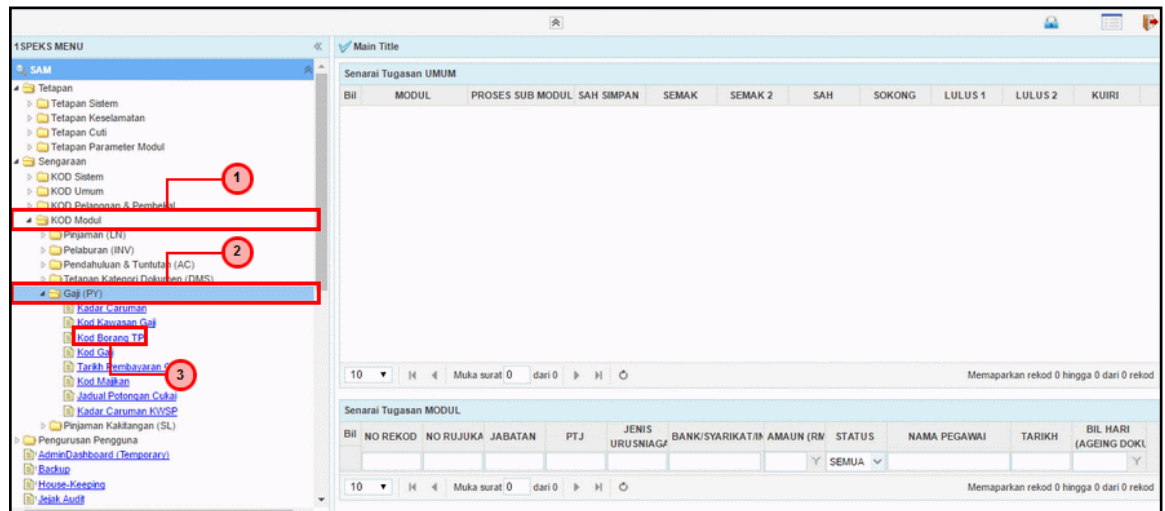 1SPEKS MENU
Main Title
SAM
Tetapan
Tetapan Sistem
Tetapan Keselamatan
Tetapan Cuti
Tetapan Parameter Modul
Sengaraan
KOD Sistem
KOD Umum
KOD Pelanggan & Pembekal
KOD Modul
Pinjaman (LN)
Pelaburan (INV)
Pendahuluan & Tuntutan (AC)
Tetapan Kategori Dokumen (DMS)
Gaji (PY)
Kadar Caruman
Kod Kawasan Gaji
Kod Borang TP
Kod Gaji
Tarikh Pembayaran
Kod Majikan
Jadual Potongan Cukai
Kadar Caruman KWSP
Pinjaman Kakitangan (SL)
Pengurusan Pengguna
AdminDashboard (Temporary)
Backup
House-Keeping
Jejak Audit
1
2
3
Senarai Tugasan UMUM
Bil MODUL PROSES SUB MODUL SAH SIMPAN SEMAK SEMAK 2 SAH SOKONG LULUS 1 LULUS 2 KUIRI
10 Muka surat 0 dari 0 Memaparkan rekod 0 hingga 0 dari 0 rekod
Senarai Tugasan MODUL
Bil NO REKOD NO RUJUKA JABATAN PTJ JENIS URUSNIAGA BANK/SYARIKAT/IN AMAUN (RM STATUS NAMA PEGAWAI TARIKH BIL HARI (AGEING DOKU
SEMUA
10 Muka surat 0 dari 0 Memaparkan rekod 0 hingga 0 dari 0 rekod